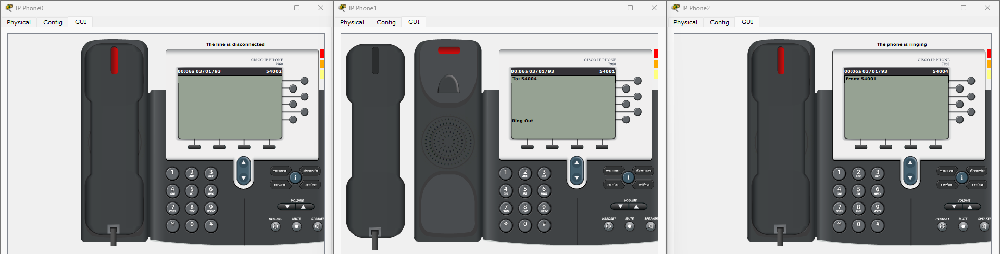 IP Phone0
Physical Config GUI
The line is disconnected
CISCO IP PHONE
7960
00:06a 03/01/93 54002
1 2 ABC 3 DEF
messages directories
i
services settings
4 GHI 5 JKL 6 MNO
VOLUME
7 PQRS 8 TUV 9 WXYZ
HEADSET MUTE SPEAKER
* 0 #
IP Phone1
Physical Config GUI
CISCO IP PHONE
7960
00:06a 03/01/93 54001
To: 54004
Ring Out
1 2 ABC 3 DEF
messages directories
i
services settings
4 GHI 5 JKL 6 MNO
VOLUME
7 PQRS 8 TUV 9 WXYZ
HEADSET MUTE SPEAKER
* 0 #
IP Phone2
Physical Config GUI
The phone is ringing
CISCO IP PHONE
7960
00:06a 03/01/93 54004
From: 54001
1 2 ABC 3 DEF
messages directories
i
services settings
4 GHI 5 JKL 6 MNO
VOLUME
7 PQRS 8 TUV 9 WXYZ
HEADSET MUTE SPEAKER
* 0 #